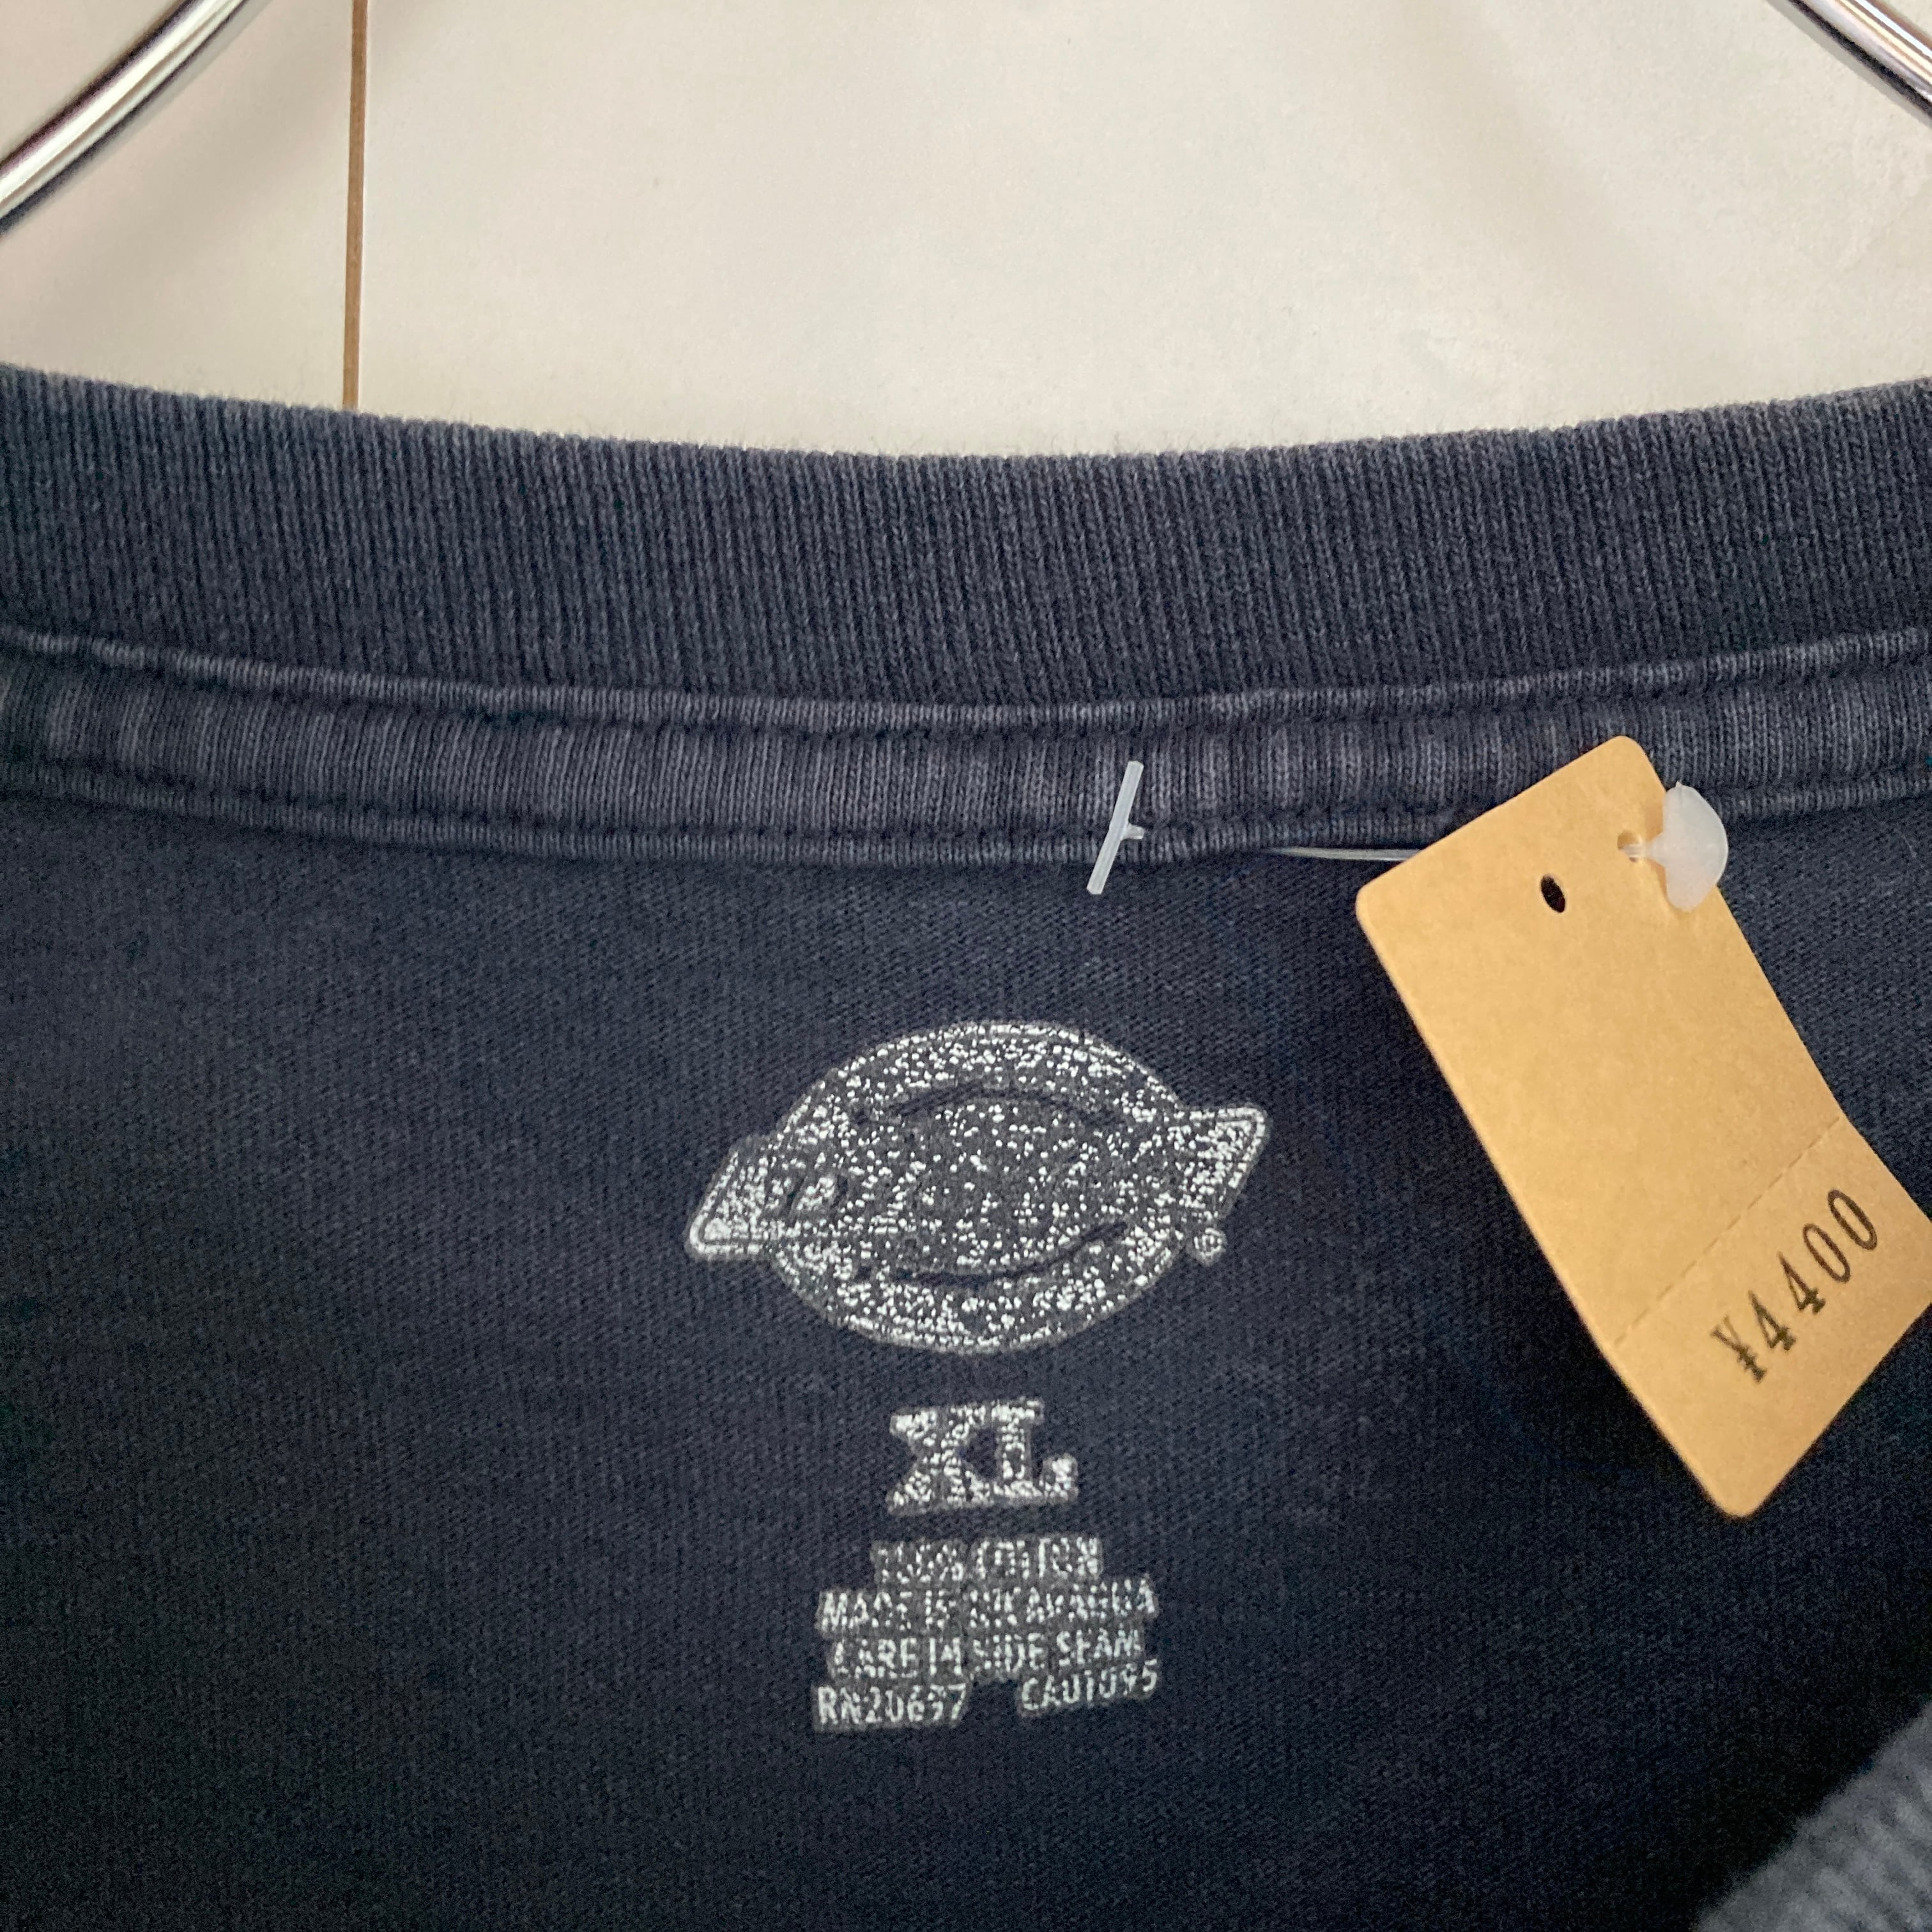 XL
100% COTTON
MADE IN NICARAGUA
CARE IN SIDE SEAM
RN20697 CA01095
¥4400